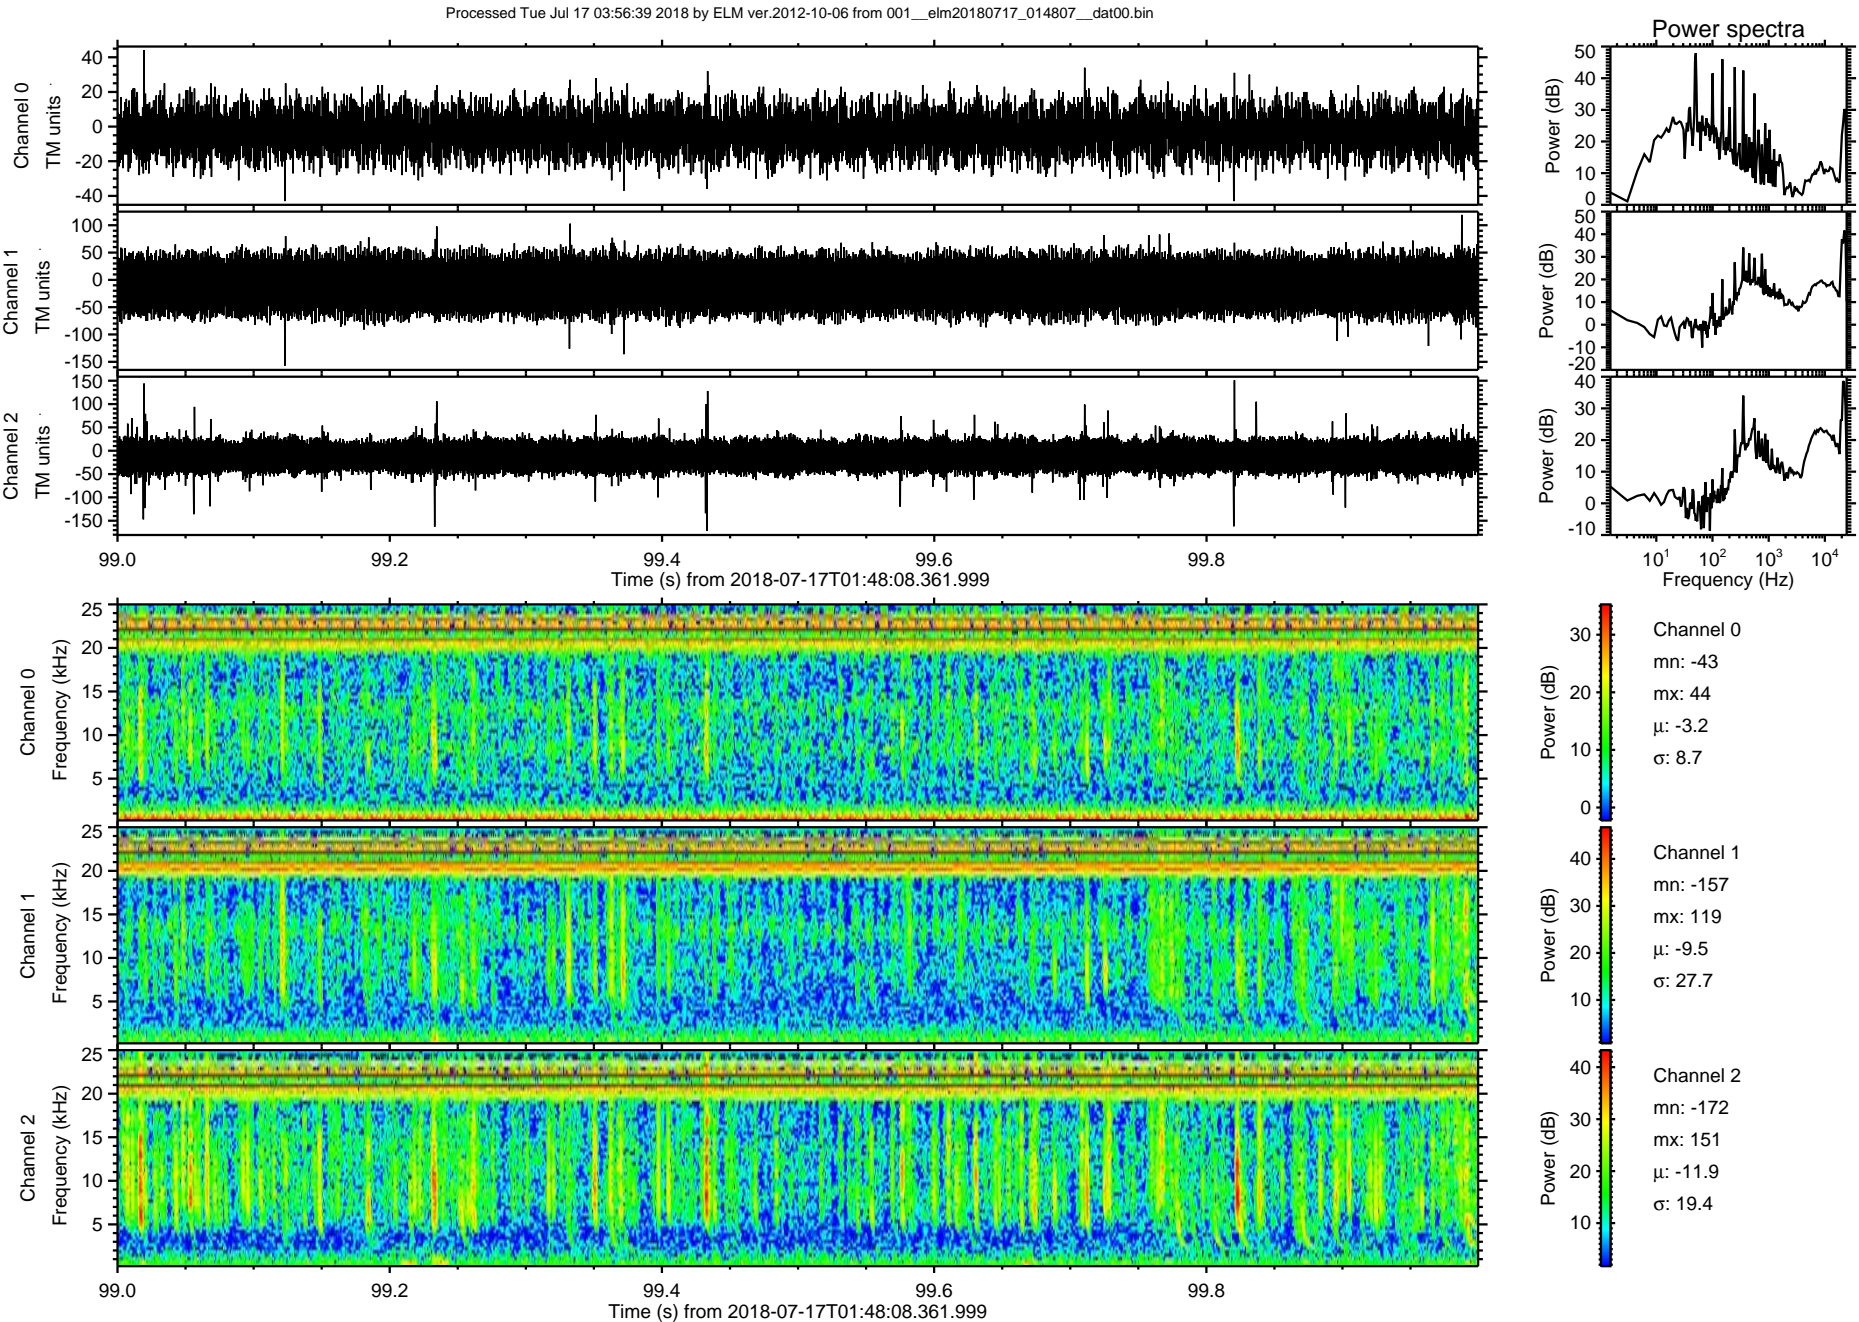 Processed Tue Jul 17 03:56:39 2018 by ELM ver.2012-10-06 from 001__elm20180717_014807__dat00.bin
Power spectra
Channel 0
TM units
40
20
0
-20
-40
Power (dB)
50
40
30
20
10
0
Channel 1
TM units
100
50
0
-50
-100
-150
Power (dB)
50
40
30
20
10
0
-10
-20
Channel 2
TM units
150
100
50
0
-50
-100
-150
Power (dB)
40
30
20
10
0
-10
99.0 99.2 99.4 99.6 99.8
Time (s) from 2018-07-17T01:48:08.361.999
10^1 10^2 10^3 10^4
Frequency (Hz)
Channel 0
Frequency (kHz)
25
20
15
10
5
Power (dB)
30
20
10
0
Channel 0
mn: -43
mx: 44
μ: -3.2
σ: 8.7
Channel 1
Frequency (kHz)
25
20
15
10
5
Power (dB)
40
30
20
10
Channel 1
mn: -157
mx: 119
μ: -9.5
σ: 27.7
Channel 2
Frequency (kHz)
25
20
15
10
5
Power (dB)
40
30
20
10
Channel 2
mn: -172
mx: 151
μ: -11.9
σ: 19.4
99.0 99.2 99.4 99.6 99.8
Time (s) from 2018-07-17T01:48:08.361.999